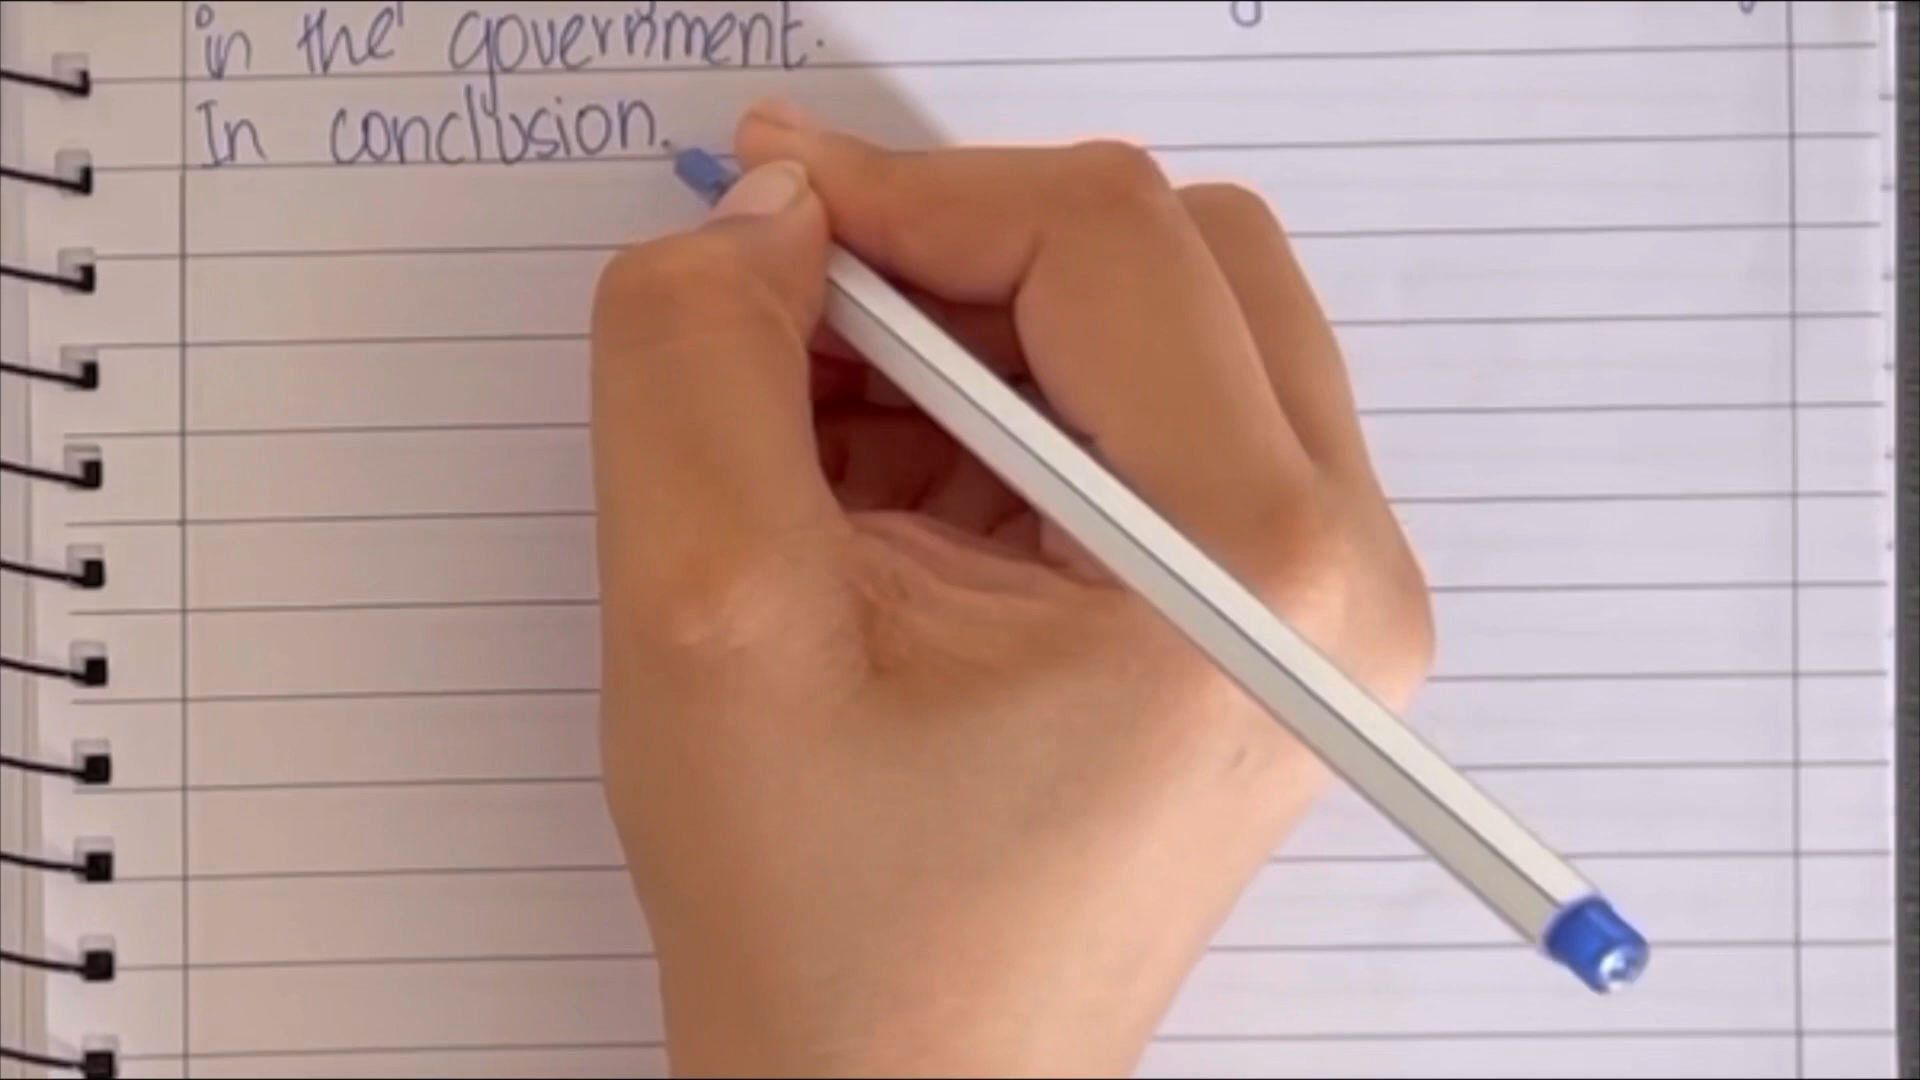 in the government.
In conclusion.